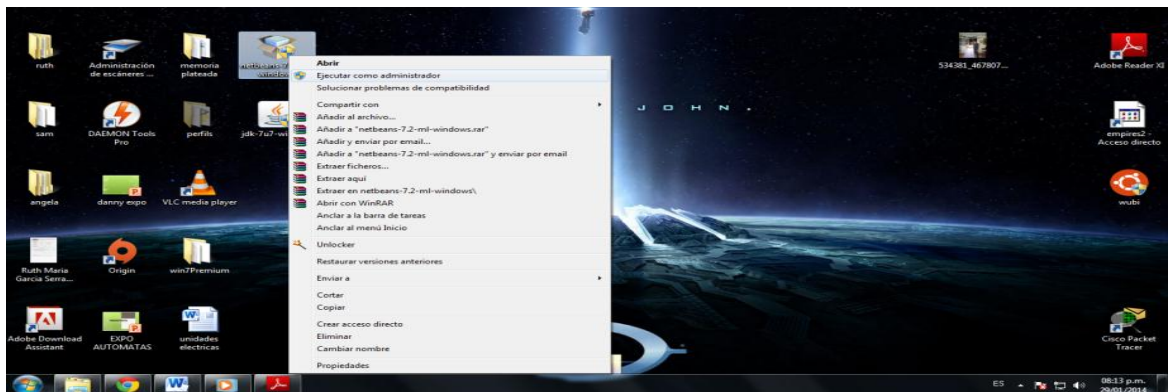 ruth
Administración
de escáneres ...
memoria
plateada
netbeans-7
windo
534381_467807...
Adobe Reader XI
sam
DAEMON Tools
Pro
perfils
jdk-7u7-wi
J O H N .
empires2 -
Acceso directo
angela
danny expo
VLC media player
wubi
Ruth Maria
Garcia Serra...
Origin
win7Premium
Adobe Download
Assistant
EXPO
AUTOMATAS
unidades
electricas
Cisco Packet
Tracer
Abrir
Ejecutar como administrador
Solucionar problemas de compatibilidad
Compartir con
Añadir al archivo...
Añadir a "netbeans-7.2-ml-windows.rar"
Añadir y enviar por email...
Añadir a "netbeans-7.2-ml-windows.rar" y enviar por email
Extraer ficheros...
Extraer aquí
Extraer en netbeans-7.2-ml-windows\
Abrir con WinRAR
Anclar a la barra de tareas
Anclar al menú Inicio
Unlocker
Restaurar versiones anteriores
Enviar a
Cortar
Copiar
Crear acceso directo
Eliminar
Cambiar nombre
Propiedades
ES
08:13 p.m.
29/01/2014